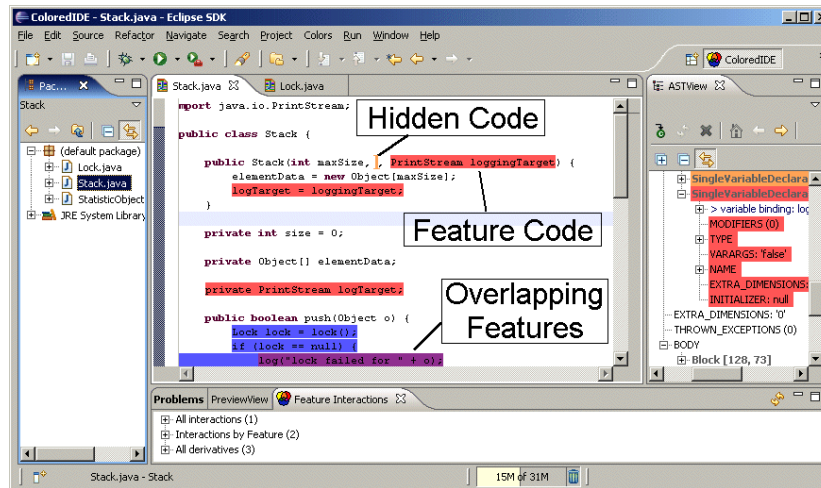 ColoredIDE - Stack.java - Eclipse SDK
File Edit Source Refactor Navigate Search Project Colors Run Window Help
ColoredIDE
Pac...
Stack
(default package)
Lock.java
Stack.java
StatisticObject
JRE System Library
Stack.java Lock.java
mport java.io.PrintStream;
public class Stack {
public Stack(int maxSize, , PrintStream loggingTarget) {
elementData = new Object[maxSize];
logTarget = loggingTarget;
}
private int size = 0;
private Object[] elementData;
private PrintStream logTarget;
public boolean push(Object o) {
Lock lock = lock();
if (lock == null) {
log("lock failed for " + o);
Hidden Code
Feature Code
Overlapping
Features
ASTView
SingleVariableDeclara
SingleVariableDeclara
> variable binding: log
MODIFIERS (0)
TYPE
VARARGS: 'false'
NAME
EXTRA_DIMENSIONS:
INITIALIZER: null
EXTRA_DIMENSIONS: '0'
THROWN_EXCEPTIONS (0)
BODY
Block [128, 73]
Problems PreviewView Feature Interactions
All interactions (1)
Interactions by Feature (2)
All derivatives (3)
Stack.java - Stack
15M of 31M